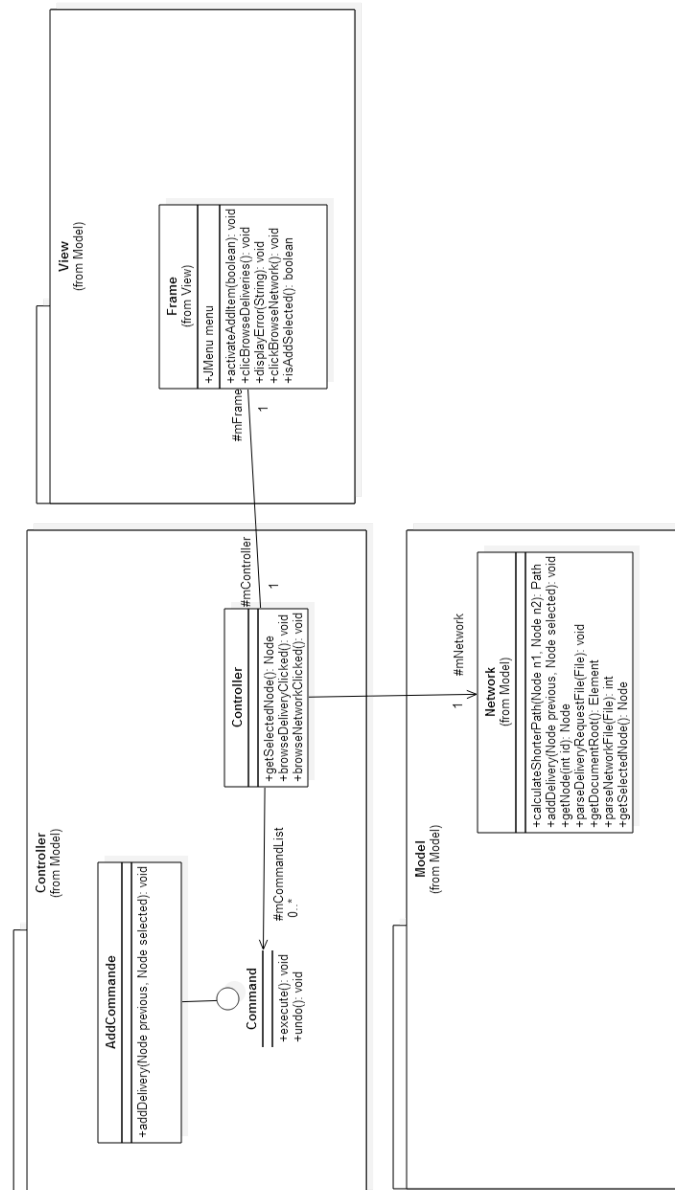 Controller
(from Model)
AddCommande
+addDelivery(Node previous, Node selected): void
Command
+execute(): void
+undo(): void
#mCommandList
0..*
Controller
+getSelectedNode(): Node
+browseDeliveryClicked(): void
+browseNetworkClicked(): void
#mController
1
View
(from Model)
Frame
(from View)
+JMenu menu
+activateAddItem(boolean): void
+clicBrowseDeliveries(): void
+displayError(String): void
+clickBrowseNetwork(): void
+isAddSelected(): boolean
#mFrame
1
Model
(from Model)
#mNetwork
1
Network
(from Model)
+calculateShorterPath(Node n1, Node n2): Path
+addDelivery(Node previous, Node selected): void
+getNode(int id): Node
+parseDeliveryRequestFile(File): void
+getDocumentRoot(): Element
+parseNetworkFile(File): int
+getSelectedNode(): Node